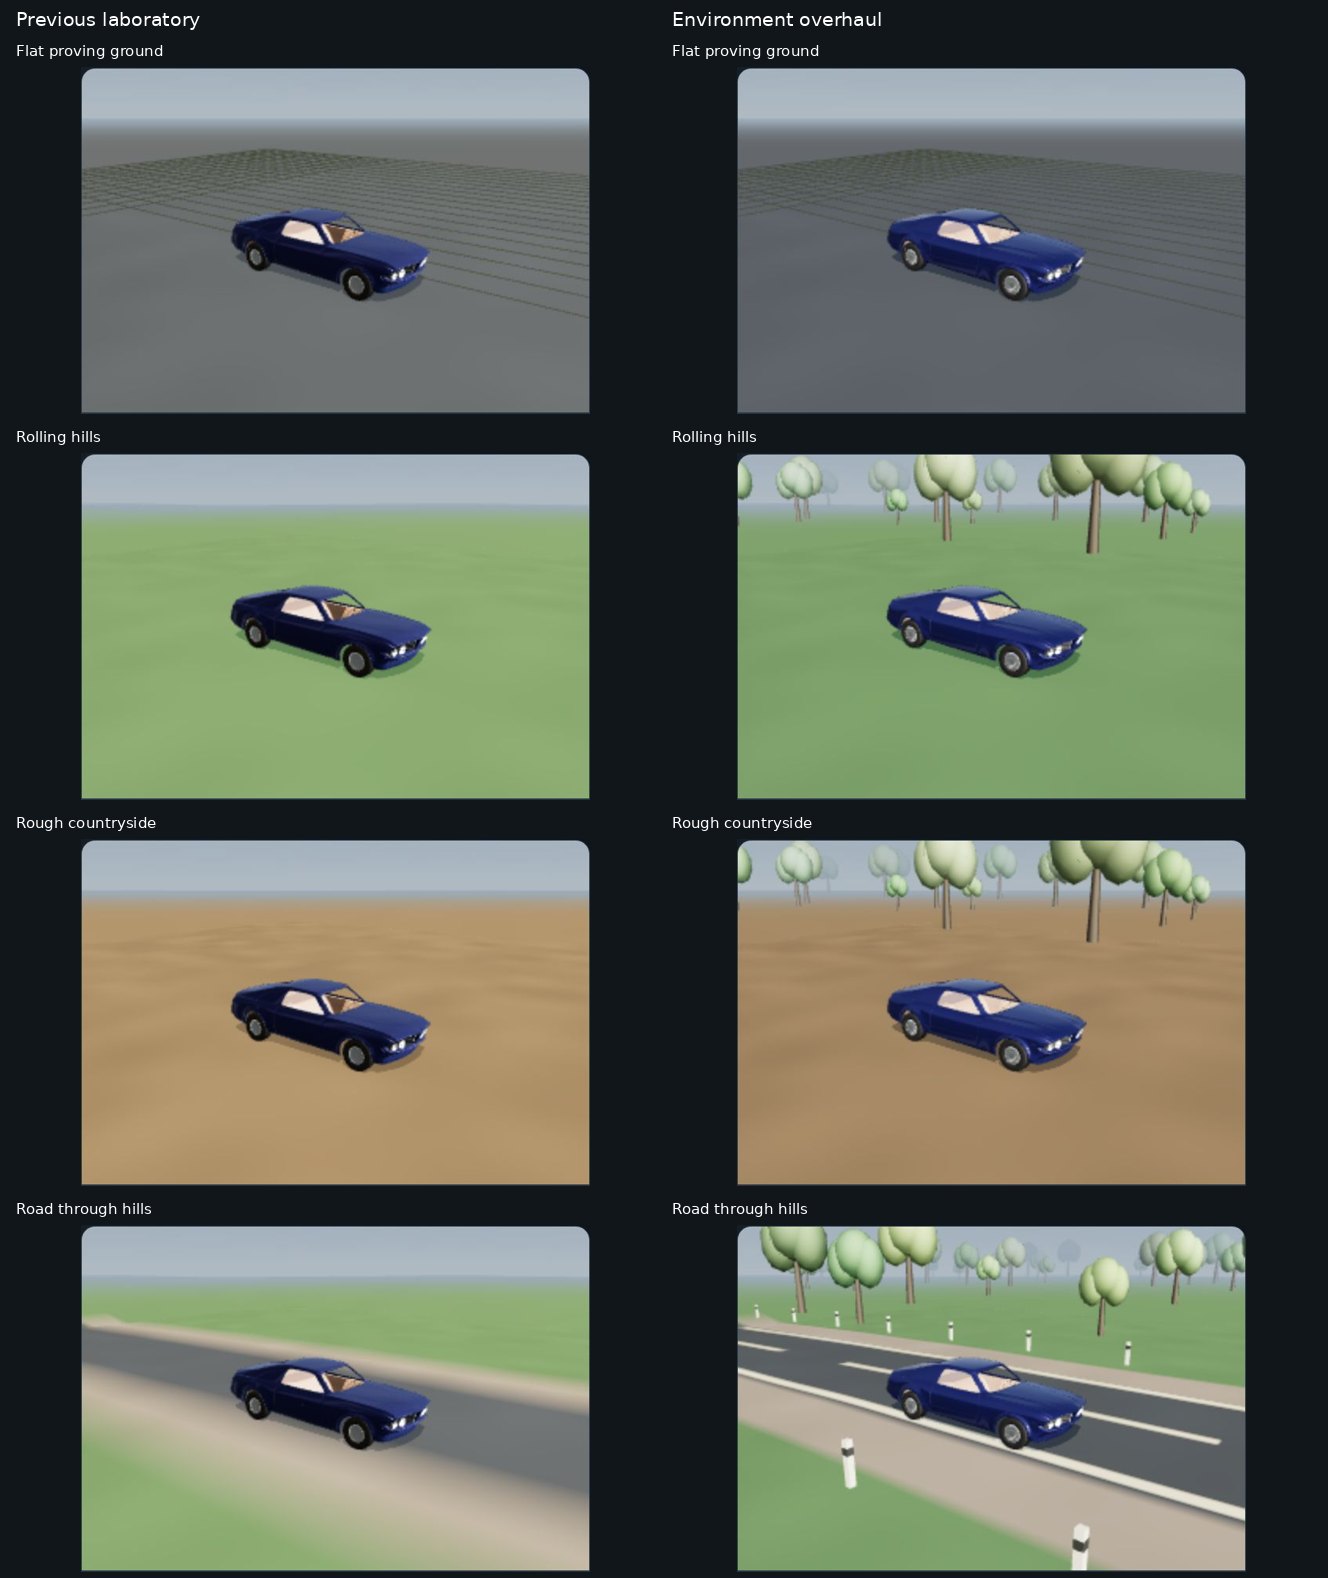 Previous laboratory
Environment overhaul
Flat proving ground
Flat proving ground
Rolling hills
Rolling hills
Rough countryside
Rough countryside
Road through hills
Road through hills